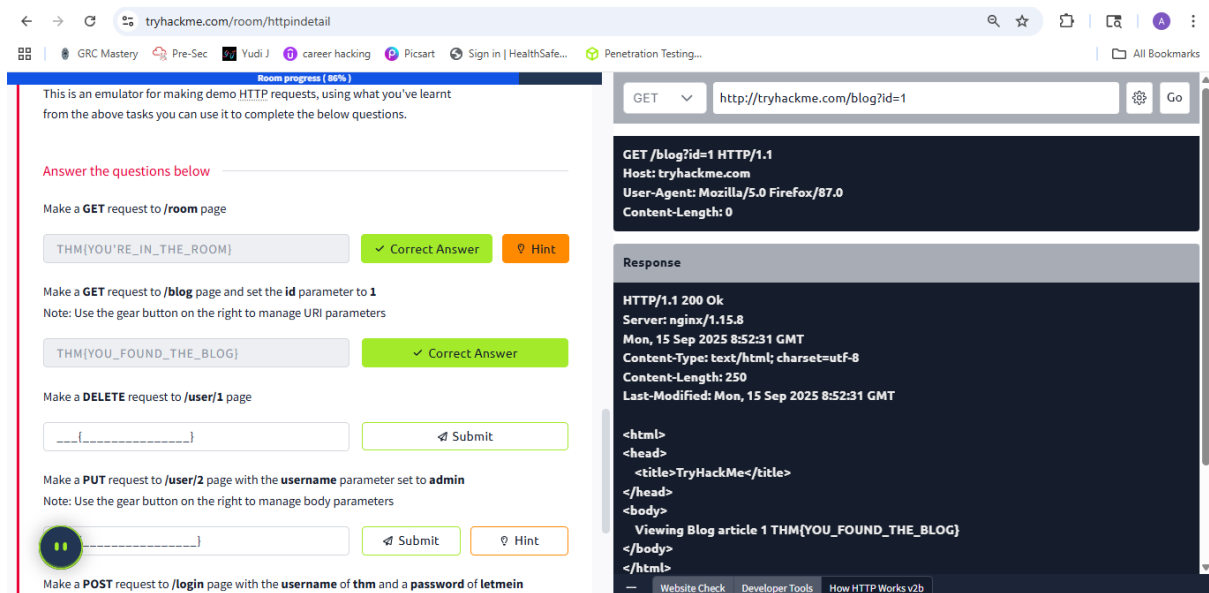 tryhackme.com/room/httpindetail
A
GRC Mastery
Pre-Sec
Yudi J
career hacking
Picsart
Sign in | HealthSafe...
Penetration Testing...
All Bookmarks
Room progress ( 86% )
This is an emulator for making demo HTTP requests, using what you've learnt
from the above tasks you can use it to complete the below questions.
Answer the questions below
Make a GET request to /room page
THM{YOU'RE_IN_THE_ROOM}
Correct Answer
Hint
Make a GET request to /blog page and set the id parameter to 1
Note: Use the gear button on the right to manage URI parameters
THM{YOU_FOUND_THE_BLOG}
Correct Answer
Make a DELETE request to /user/1 page
___{_______________}
Submit
Make a PUT request to /user/2 page with the username parameter set to admin
Note: Use the gear button on the right to manage body parameters
________________}
Submit
Hint
Make a POST request to /login page with the username of thm and a password of letmein
GET
http://tryhackme.com/blog?id=1
Go
GET /blog?id=1 HTTP/1.1
Host: tryhackme.com
User-Agent: Mozilla/5.0 Firefox/87.0
Content-Length: 0
Response
HTTP/1.1 200 Ok
Server: nginx/1.15.8
Mon, 15 Sep 2025 8:52:31 GMT
Content-Type: text/html; charset=utf-8
Content-Length: 250
Last-Modified: Mon, 15 Sep 2025 8:52:31 GMT
<html>
<head>
<title>TryHackMe</title>
</head>
<body>
Viewing Blog article 1 THM{YOU_FOUND_THE_BLOG}
</body>
</html>
Website Check
Developer Tools
How HTTP Works v2b